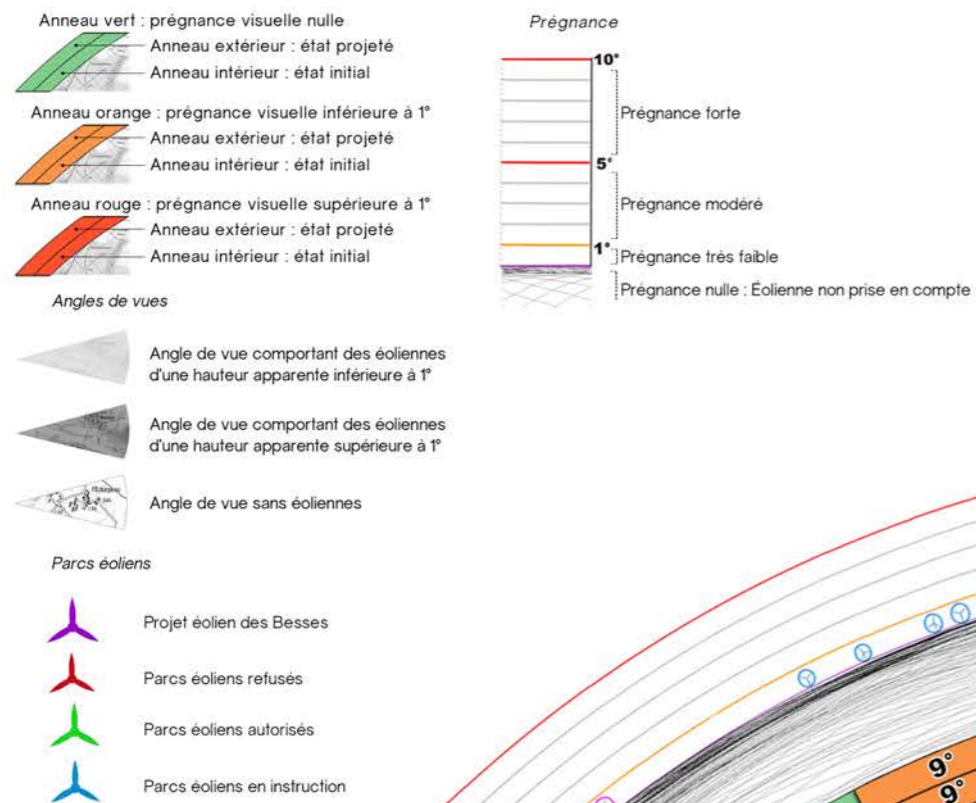 Anneau vert : prégnance visuelle nulle
Anneau extérieur : état projeté
Anneau intérieur : état initial
Anneau orange : prégnance visuelle inférieure à 1°
Anneau extérieur : état projeté
Anneau intérieur : état initial
Anneau rouge : prégnance visuelle supérieure à 1°
Anneau extérieur : état projeté
Anneau intérieur : état initial
Angles de vues
Angle de vue comportant des éoliennes
d'une hauteur apparente inférieure à 1°
Angle de vue comportant des éoliennes
d'une hauteur apparente supérieure à 1°
Angle de vue sans éoliennes
Parcs éoliens
Projet éolien des Besses
Parcs éoliens refusés
Parcs éoliens autorisés
Parcs éoliens en instruction
Prégnance
10°
Prégnance forte
5°
Prégnance modéré
1°
Prégnance très faible
Prégnance nulle : Éolienne non prise en compte
9°
9°